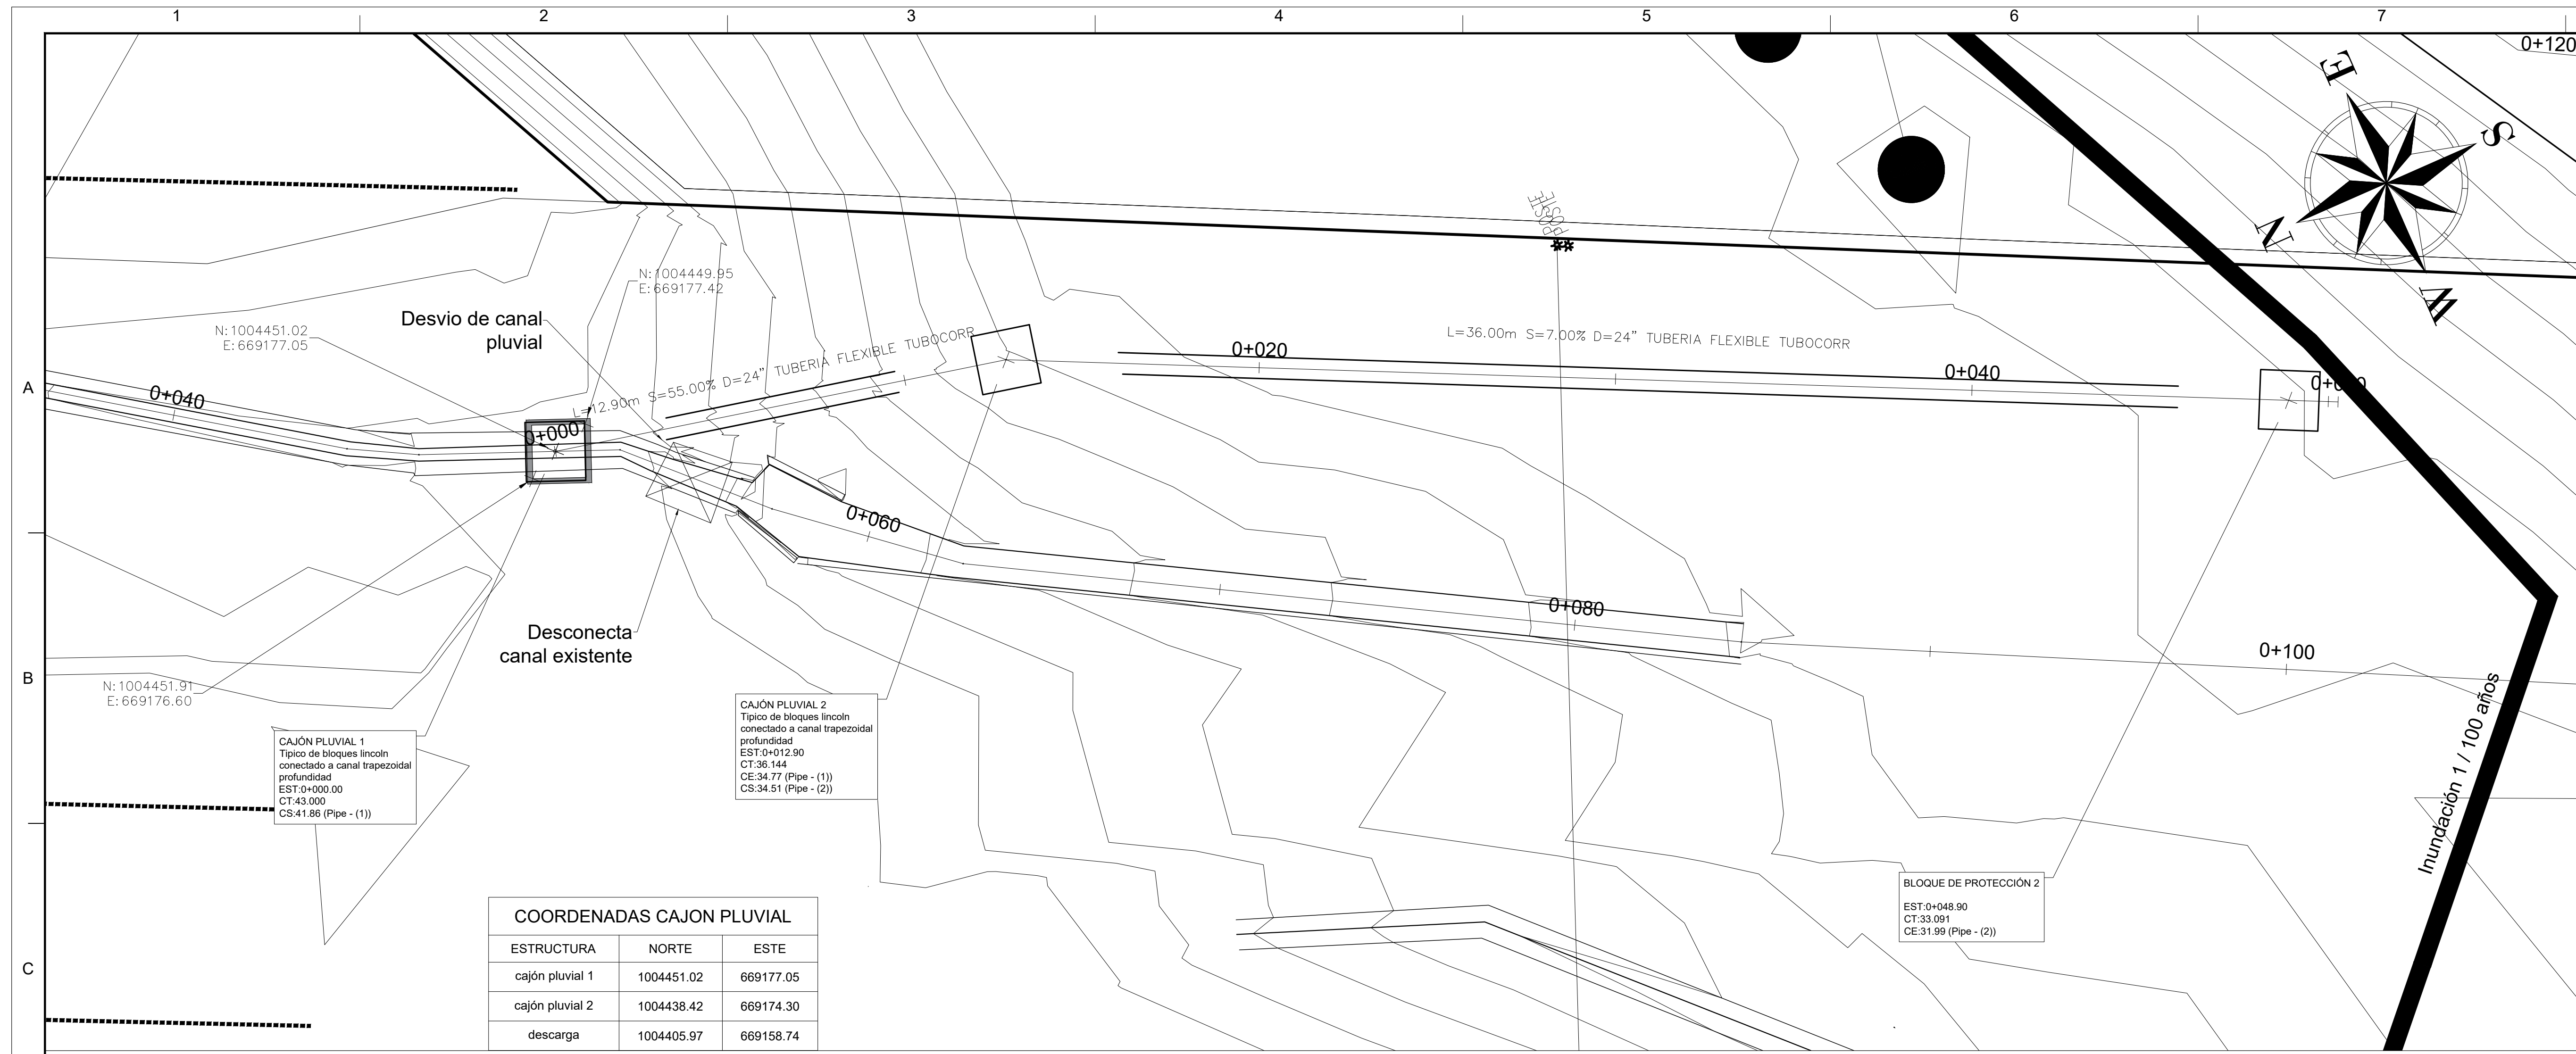 1
2
3
4
5
6
7
0+120
E
S
N
W
POSTE
POSTE
N:1004449.95
E:669177.42
N:1004451.02
E:669177.05
Desvio de canal
pluvial
L=12.90m S=55.00% D=24" TUBERIA FLEXIBLE TUBOCORR
L=36.00m S=7.00% D=24" TUBERIA FLEXIBLE TUBOCORR
A
0+040
0+000
0+020
0+040
0+060
0+080
0+100
Desconecta
canal existente
B
N:1004451.91
E:669176.60
CAJÓN PLUVIAL 1
Tipico de bloques lincoln
conectado a canal trapezoidal
profundidad
EST:0+000.00
CT:43.000
CS:41.86 (Pipe - (1))
CAJÓN PLUVIAL 2
Tipico de bloques lincoln
conectado a canal trapezoidal
profundidad
EST:0+012.90
CT:36.144
CE:34.77 (Pipe - (1))
CS:34.51 (Pipe - (2))
Inundación 1 / 100 años
BLOQUE DE PROTECCIÓN 2
EST:0+048.90
CT:33.091
CE:31.99 (Pipe - (2))
C
COORDENADAS CAJON PLUVIAL
ESTRUCTURA NORTE ESTE
cajón pluvial 1 1004451.02 669177.05
cajón pluvial 2 1004438.42 669174.30
descarga 1004405.97 669158.74